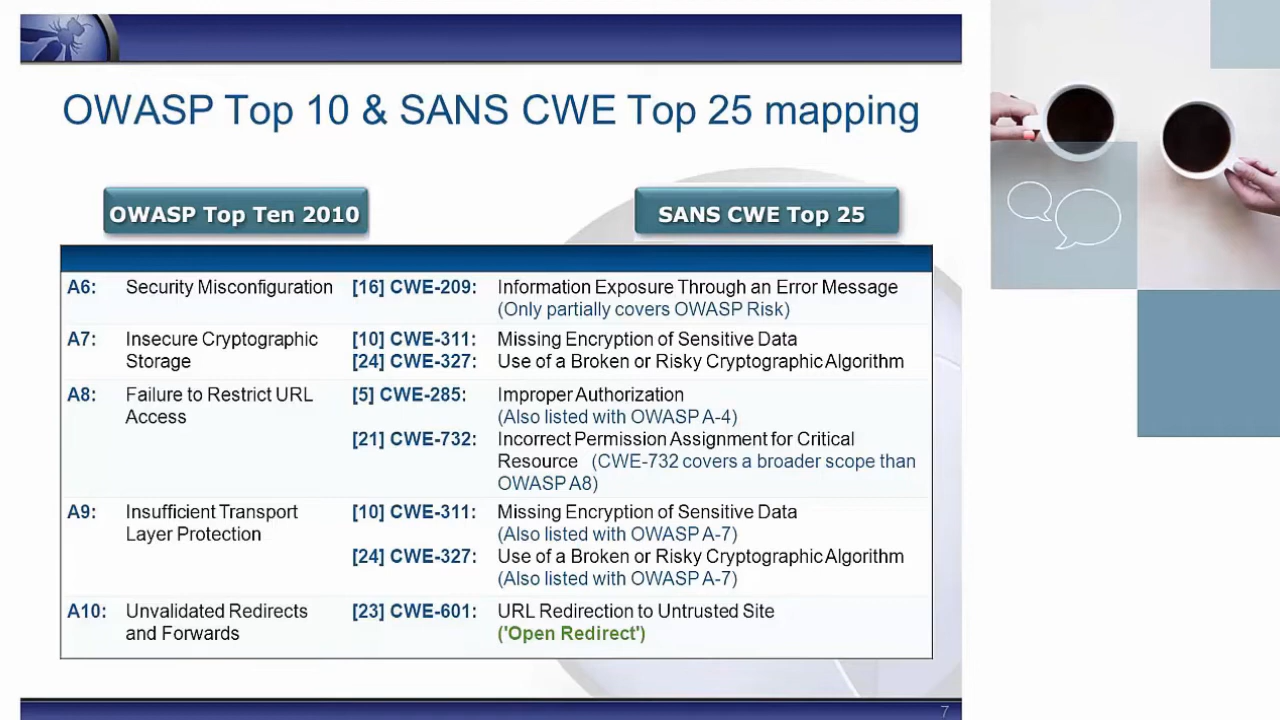 OWASP Top 10 & SANS CWE Top 25 mapping
OWASP Top Ten 2010
SANS CWE Top 25
A6: Security Misconfiguration [16] CWE-209: Information Exposure Through an Error Message
(Only partially covers OWASP Risk)
A7: Insecure Cryptographic [10] CWE-311: Missing Encryption of Sensitive Data
Storage [24] CWE-327: Use of a Broken or Risky Cryptographic Algorithm
A8: Failure to Restrict URL [5] CWE-285: Improper Authorization
Access (Also listed with OWASP A-4)
[21] CWE-732: Incorrect Permission Assignment for Critical
Resource (CWE-732 covers a broader scope than
OWASP A8)
A9: Insufficient Transport [10] CWE-311: Missing Encryption of Sensitive Data
Layer Protection (Also listed with OWASP A-7)
[24] CWE-327: Use of a Broken or Risky Cryptographic Algorithm
(Also listed with OWASP A-7)
A10: Unvalidated Redirects [23] CWE-601: URL Redirection to Untrusted Site
and Forwards ('Open Redirect')
7